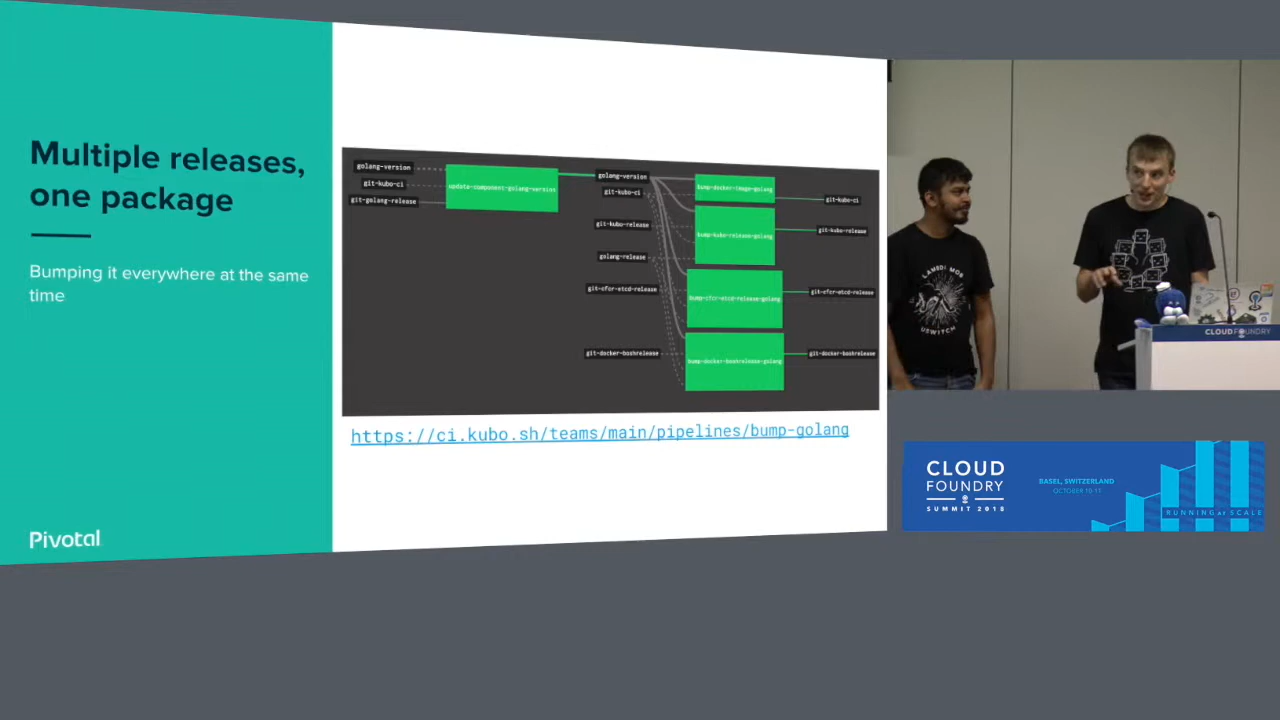 Multiple releases,
one package
Bumping it everywhere at the same
time
Pivotal
golang-version
git-kubo-ci
git-golang-release
update-component-golang-version
golang-version
git-kubo-ci
git-kubo-release
golang-release
git-cfcr-etcd-release
git-docker-boshrelease
bump-docker-image-golang
bump-kubo-release-golang
bump-cfcr-etcd-release-golang
bump-docker-boshrelease-golang
git-kubo-ci
git-kubo-release
git-cfcr-etcd-release
git-docker-boshrelease
https://ci.kubo.sh/teams/main/pipelines/bump-golang
LAMBDA MOB
USWITCH
CLOUD FOUNDRY
CLOUD
FOUNDRY
SUMMIT 2018
BASEL, SWITZERLAND
OCTOBER 10-11
RUNNING AT SCALE